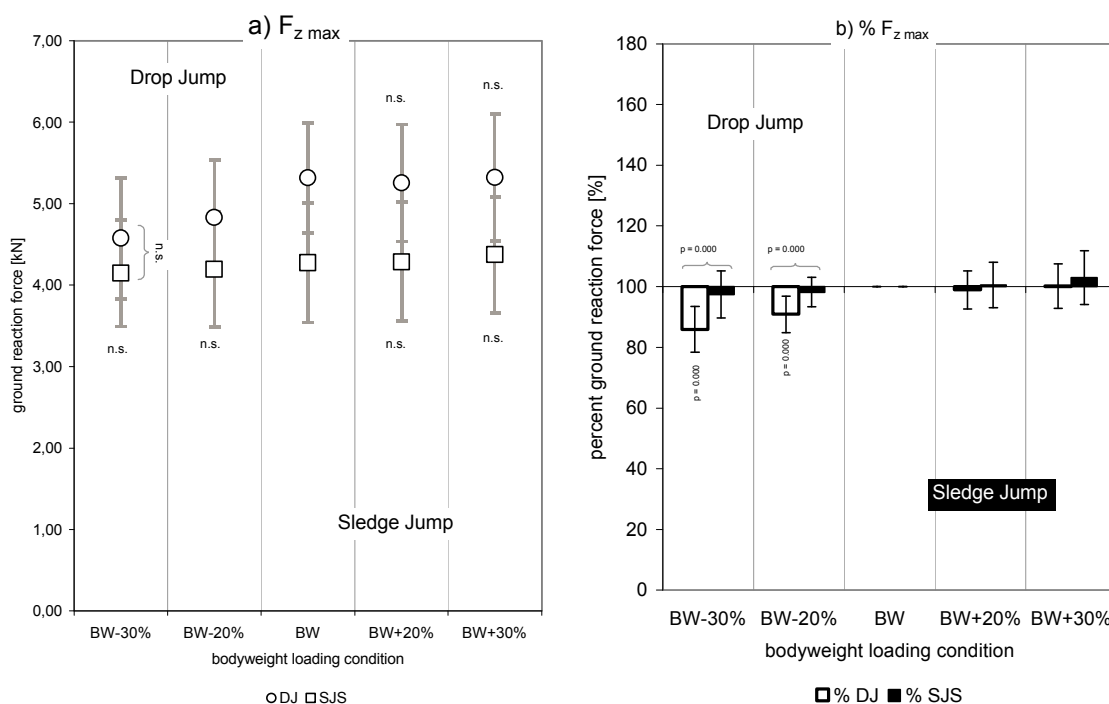 a) Fz max
7,00
6,00
5,00
4,00
3,00
2,00
1,00
0,00
ground reaction force [kN]
Drop Jump
n.s.
n.s.
n.s.
n.s.
n.s.
n.s.
n.s.
Sledge Jump
BW-30% BW-20% BW BW+20% BW+30%
bodyweight loading condition
DJ SJS
b) % Fz max
180
160
140
120
100
80
60
40
20
0
percent ground reaction force [%]
Drop Jump
p = 0.000 p = 0.000
p = 0.000 p = 0.000
Sledge Jump
BW-30% BW-20% BW BW+20% BW+30%
bodyweight loading condition
% DJ % SJS